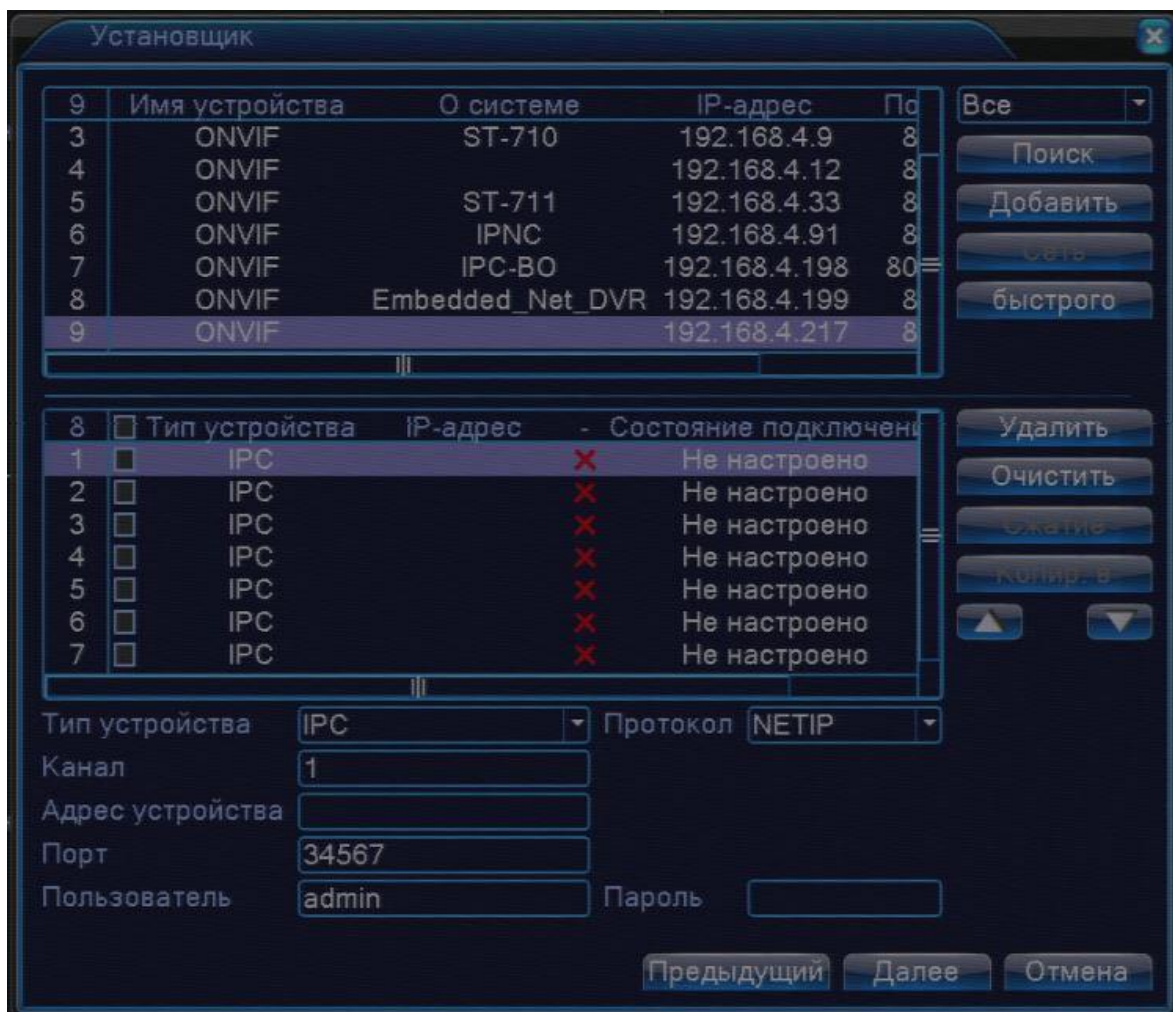 Установщик
9 Имя устройства О системе IP-адрес По
3 ONVIF ST-710 192.168.4.9 8
4 ONVIF 192.168.4.12 8
5 ONVIF ST-711 192.168.4.33 8
6 ONVIF IPNC 192.168.4.91 8
7 ONVIF IPC-BO 192.168.4.198 80
8 ONVIF Embedded_Net_DVR 192.168.4.199 8
9 ONVIF 192.168.4.217 8
Все
Поиск
Добавить
Сеть
быстрого
8 Тип устройства IP-адрес - Состояние подключени
1 IPC Не настроено
2 IPC Не настроено
3 IPC Не настроено
4 IPC Не настроено
5 IPC Не настроено
6 IPC Не настроено
7 IPC Не настроено
Удалить
Очистить
Сжатие
Копир. в
Тип устройства IPC Протокол NETIP
Канал 1
Адрес устройства
Порт 34567
Пользователь admin Пароль
Предыдущий Далее Отмена